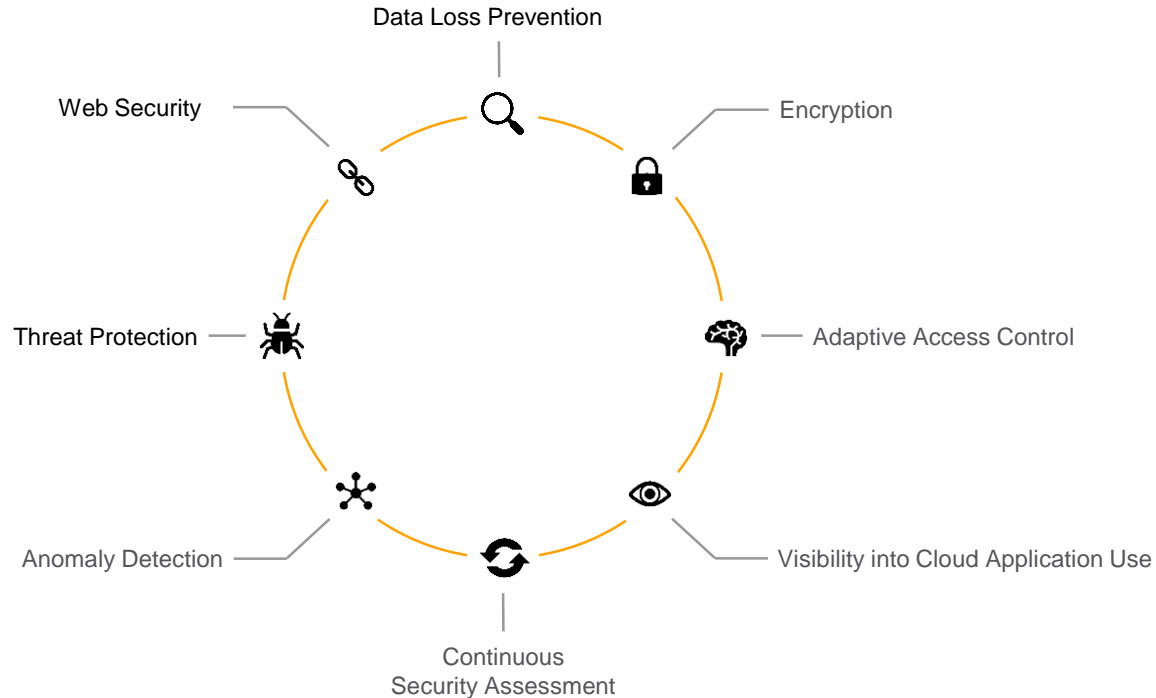 Data Loss Prevention
Web Security
Encryption
Threat Protection
Adaptive Access Control
Anomaly Detection
Visibility into Cloud Application Use
Continuous
Security Assessment